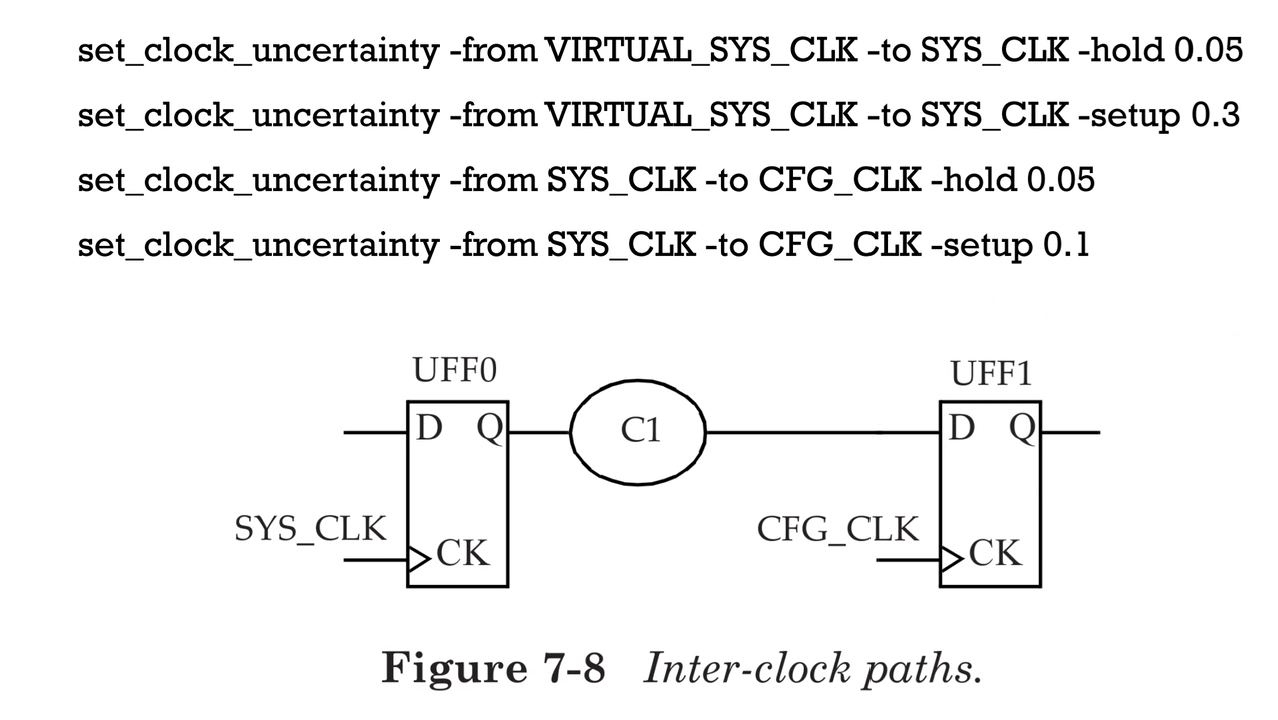 set_clock_uncertainty -from VIRTUAL_SYS_CLK -to SYS_CLK -hold 0.05
set_clock_uncertainty -from VIRTUAL_SYS_CLK -to SYS_CLK -setup 0.3
set_clock_uncertainty -from SYS_CLK -to CFG_CLK -hold 0.05
set_clock_uncertainty -from SYS_CLK -to CFG_CLK -setup 0.1
UFF0
UFF1
D Q
C1
D Q
SYS_CLK
CK
CFG_CLK
CK
Figure 7-8 Inter-clock paths.